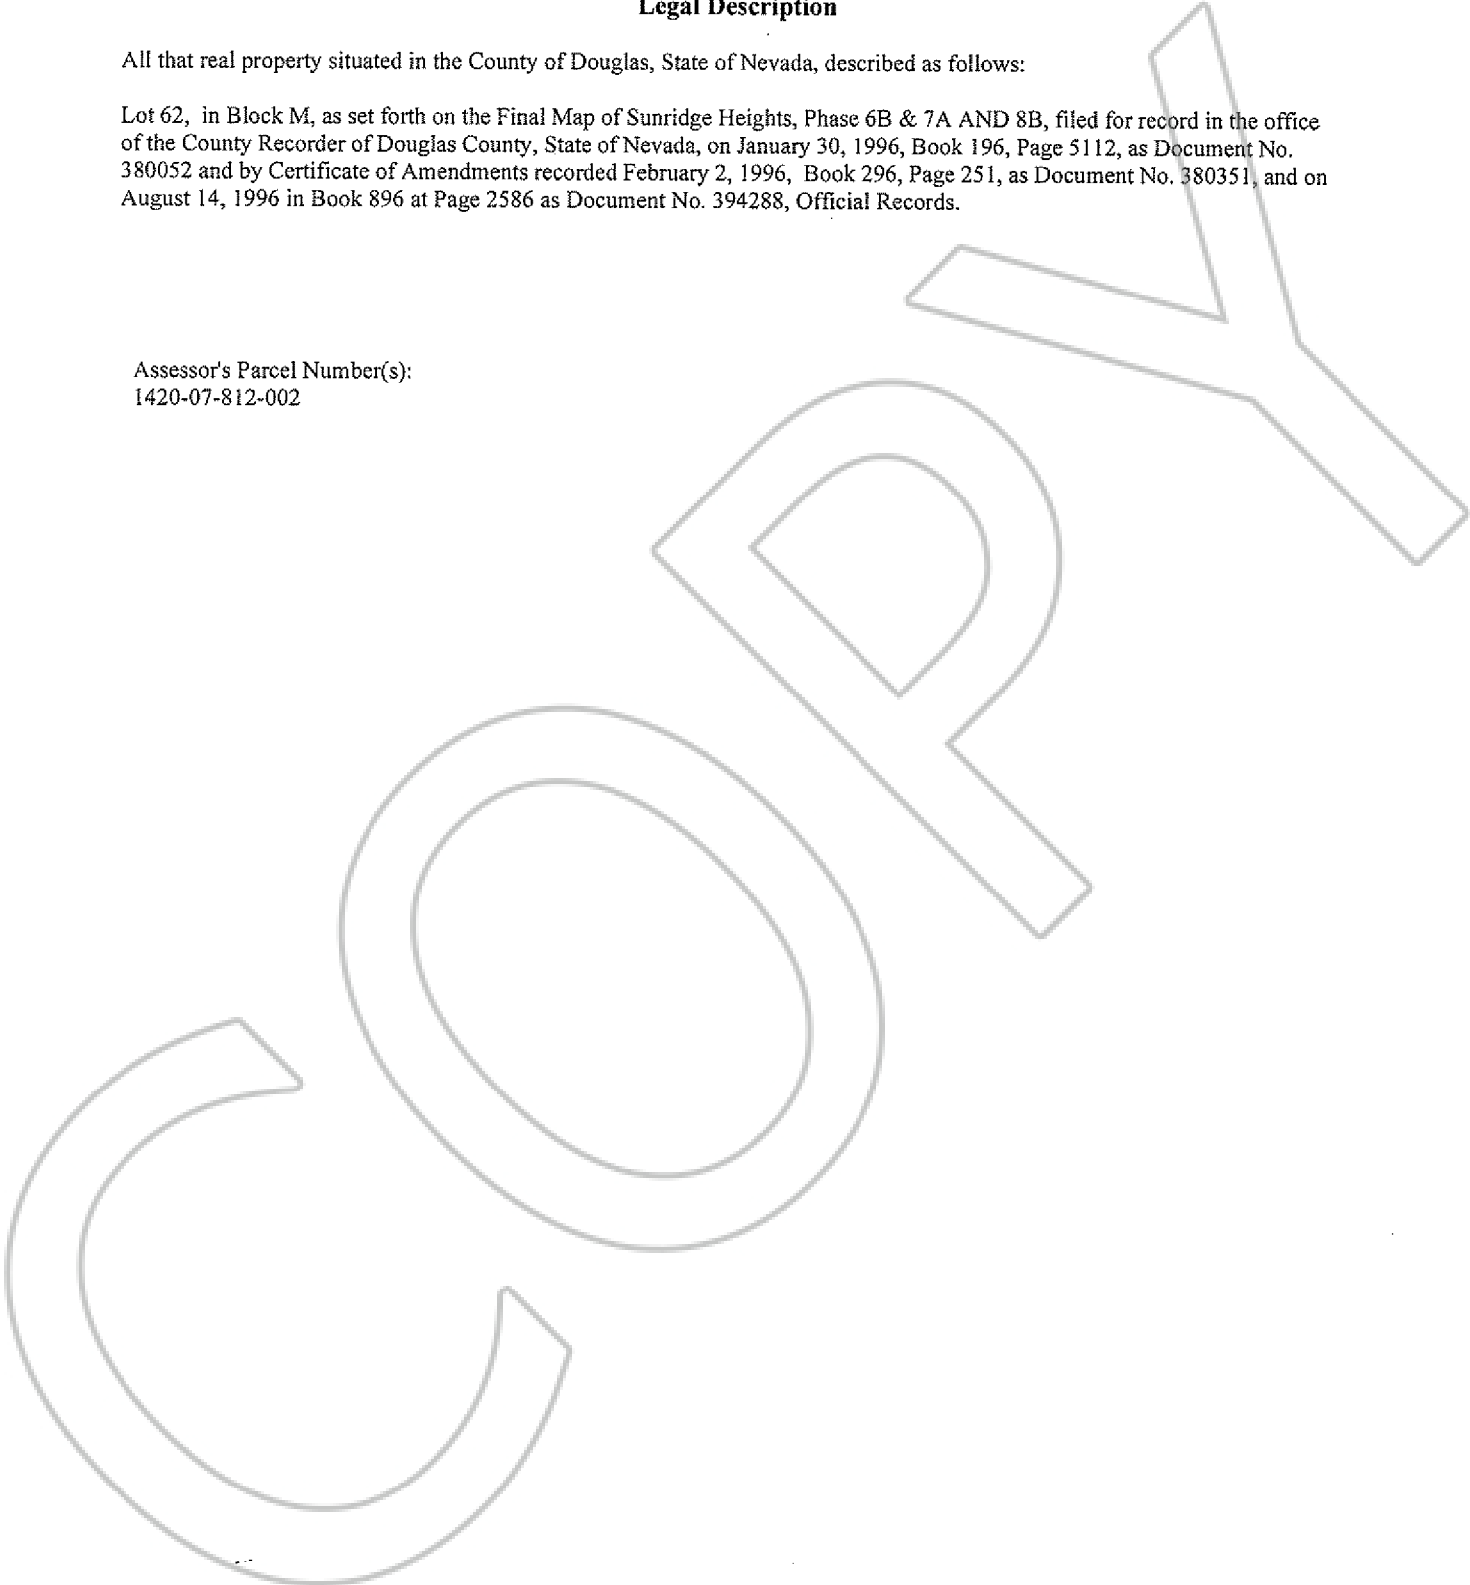 Legal Description
All that real property situated in the County of Douglas, State of Nevada, described as follows:
Lot 62, in Block M, as set forth on the Final Map of Sunridge Heights, Phase 6B & 7A AND 8B, filed for record in the office
of the County Recorder of Douglas County, State of Nevada, on January 30, 1996, Book 196, Page 5112, as Document No.
380052 and by Certificate of Amendments recorded February 2, 1996, Book 296, Page 251, as Document No. 380351, and on
August 14, 1996 in Book 896 at Page 2586 as Document No. 394288, Official Records.
Assessor's Parcel Number(s):
1420-07-812-002
COPY